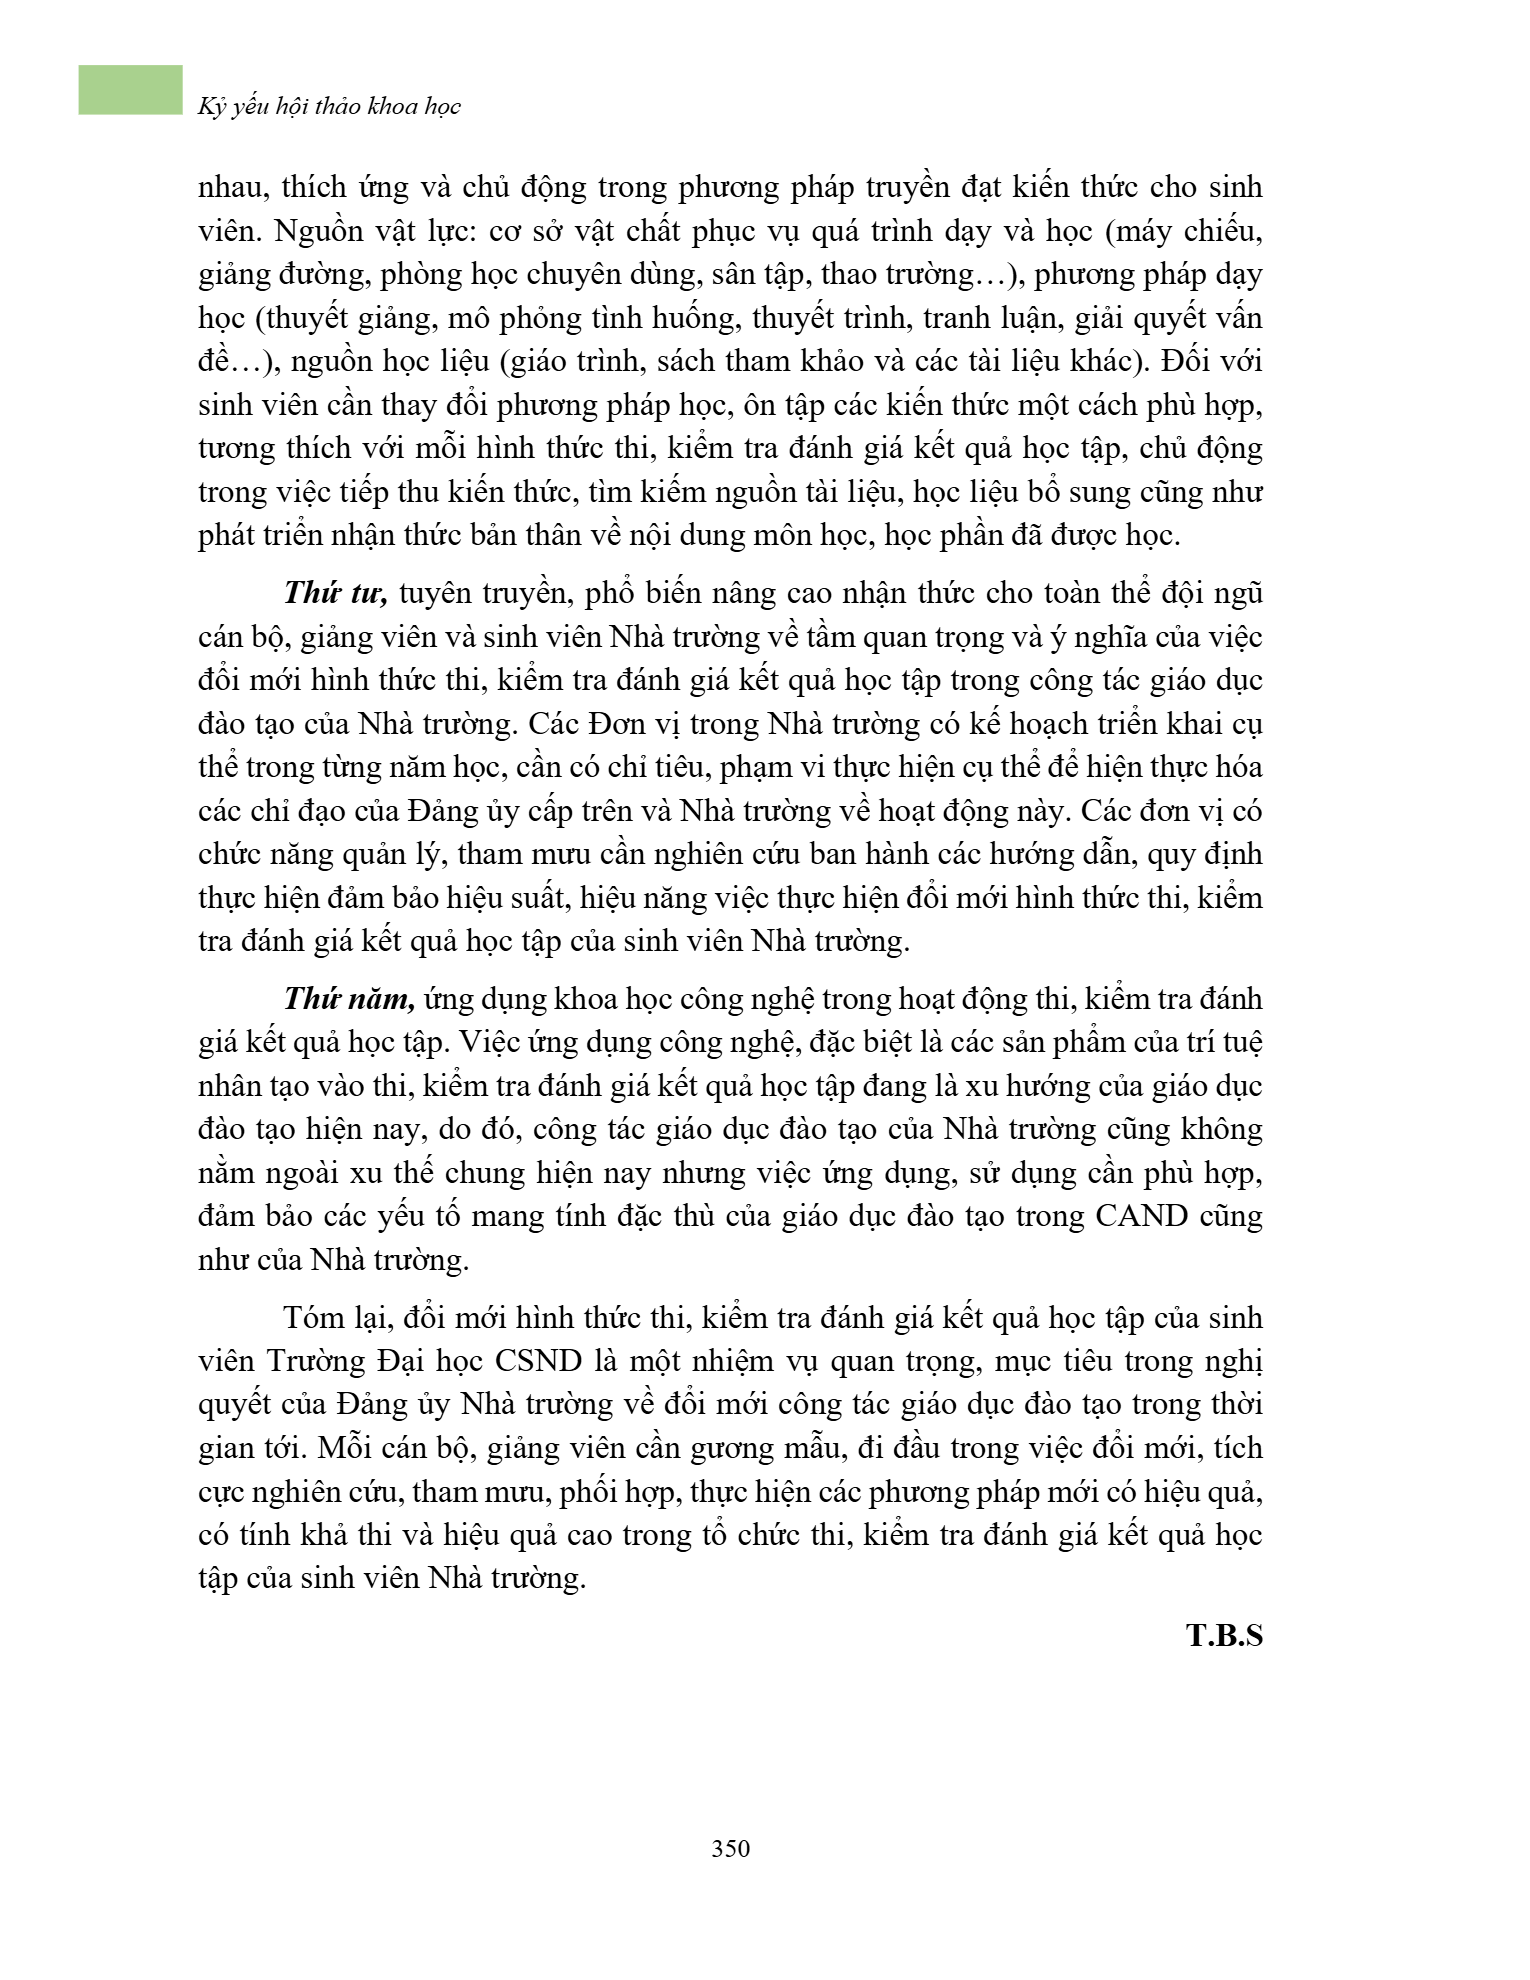 Kỷ yếu hội thảo khoa học
nhau, thích ứng và chủ động trong phương pháp truyền đạt kiến thức cho sinh
viên. Nguồn vật lực: cơ sở vật chất phục vụ quá trình dạy và học (máy chiếu,
giảng đường, phòng học chuyên dùng, sân tập, thao trường…), phương pháp dạy
học (thuyết giảng, mô phỏng tình huống, thuyết trình, tranh luận, giải quyết vấn
đề…), nguồn học liệu (giáo trình, sách tham khảo và các tài liệu khác). Đối với
sinh viên cần thay đổi phương pháp học, ôn tập các kiến thức một cách phù hợp,
tương thích với mỗi hình thức thi, kiểm tra đánh giá kết quả học tập, chủ động
trong việc tiếp thu kiến thức, tìm kiếm nguồn tài liệu, học liệu bổ sung cũng như
phát triển nhận thức bản thân về nội dung môn học, học phần đã được học.
Thứ tư, tuyên truyền, phổ biến nâng cao nhận thức cho toàn thể đội ngũ
cán bộ, giảng viên và sinh viên Nhà trường về tầm quan trọng và ý nghĩa của việc
đổi mới hình thức thi, kiểm tra đánh giá kết quả học tập trong công tác giáo dục
đào tạo của Nhà trường. Các Đơn vị trong Nhà trường có kế hoạch triển khai cụ
thể trong từng năm học, cần có chỉ tiêu, phạm vi thực hiện cụ thể để hiện thực hóa
các chỉ đạo của Đảng ủy cấp trên và Nhà trường về hoạt động này. Các đơn vị có
chức năng quản lý, tham mưu cần nghiên cứu ban hành các hướng dẫn, quy định
thực hiện đảm bảo hiệu suất, hiệu năng việc thực hiện đổi mới hình thức thi, kiểm
tra đánh giá kết quả học tập của sinh viên Nhà trường.
Thứ năm, ứng dụng khoa học công nghệ trong hoạt động thi, kiểm tra đánh
giá kết quả học tập. Việc ứng dụng công nghệ, đặc biệt là các sản phẩm của trí tuệ
nhân tạo vào thi, kiểm tra đánh giá kết quả học tập đang là xu hướng của giáo dục
đào tạo hiện nay, do đó, công tác giáo dục đào tạo của Nhà trường cũng không
nằm ngoài xu thế chung hiện nay nhưng việc ứng dụng, sử dụng cần phù hợp,
đảm bảo các yếu tố mang tính đặc thù của giáo dục đào tạo trong CAND cũng
như của Nhà trường.
Tóm lại, đổi mới hình thức thi, kiểm tra đánh giá kết quả học tập của sinh
viên Trường Đại học CSND là một nhiệm vụ quan trọng, mục tiêu trong nghị
quyết của Đảng ủy Nhà trường về đổi mới công tác giáo dục đào tạo trong thời
gian tới. Mỗi cán bộ, giảng viên cần gương mẫu, đi đầu trong việc đổi mới, tích
cực nghiên cứu, tham mưu, phối hợp, thực hiện các phương pháp mới có hiệu quả,
có tính khả thi và hiệu quả cao trong tổ chức thi, kiểm tra đánh giá kết quả học
tập của sinh viên Nhà trường.
T.B.S
350